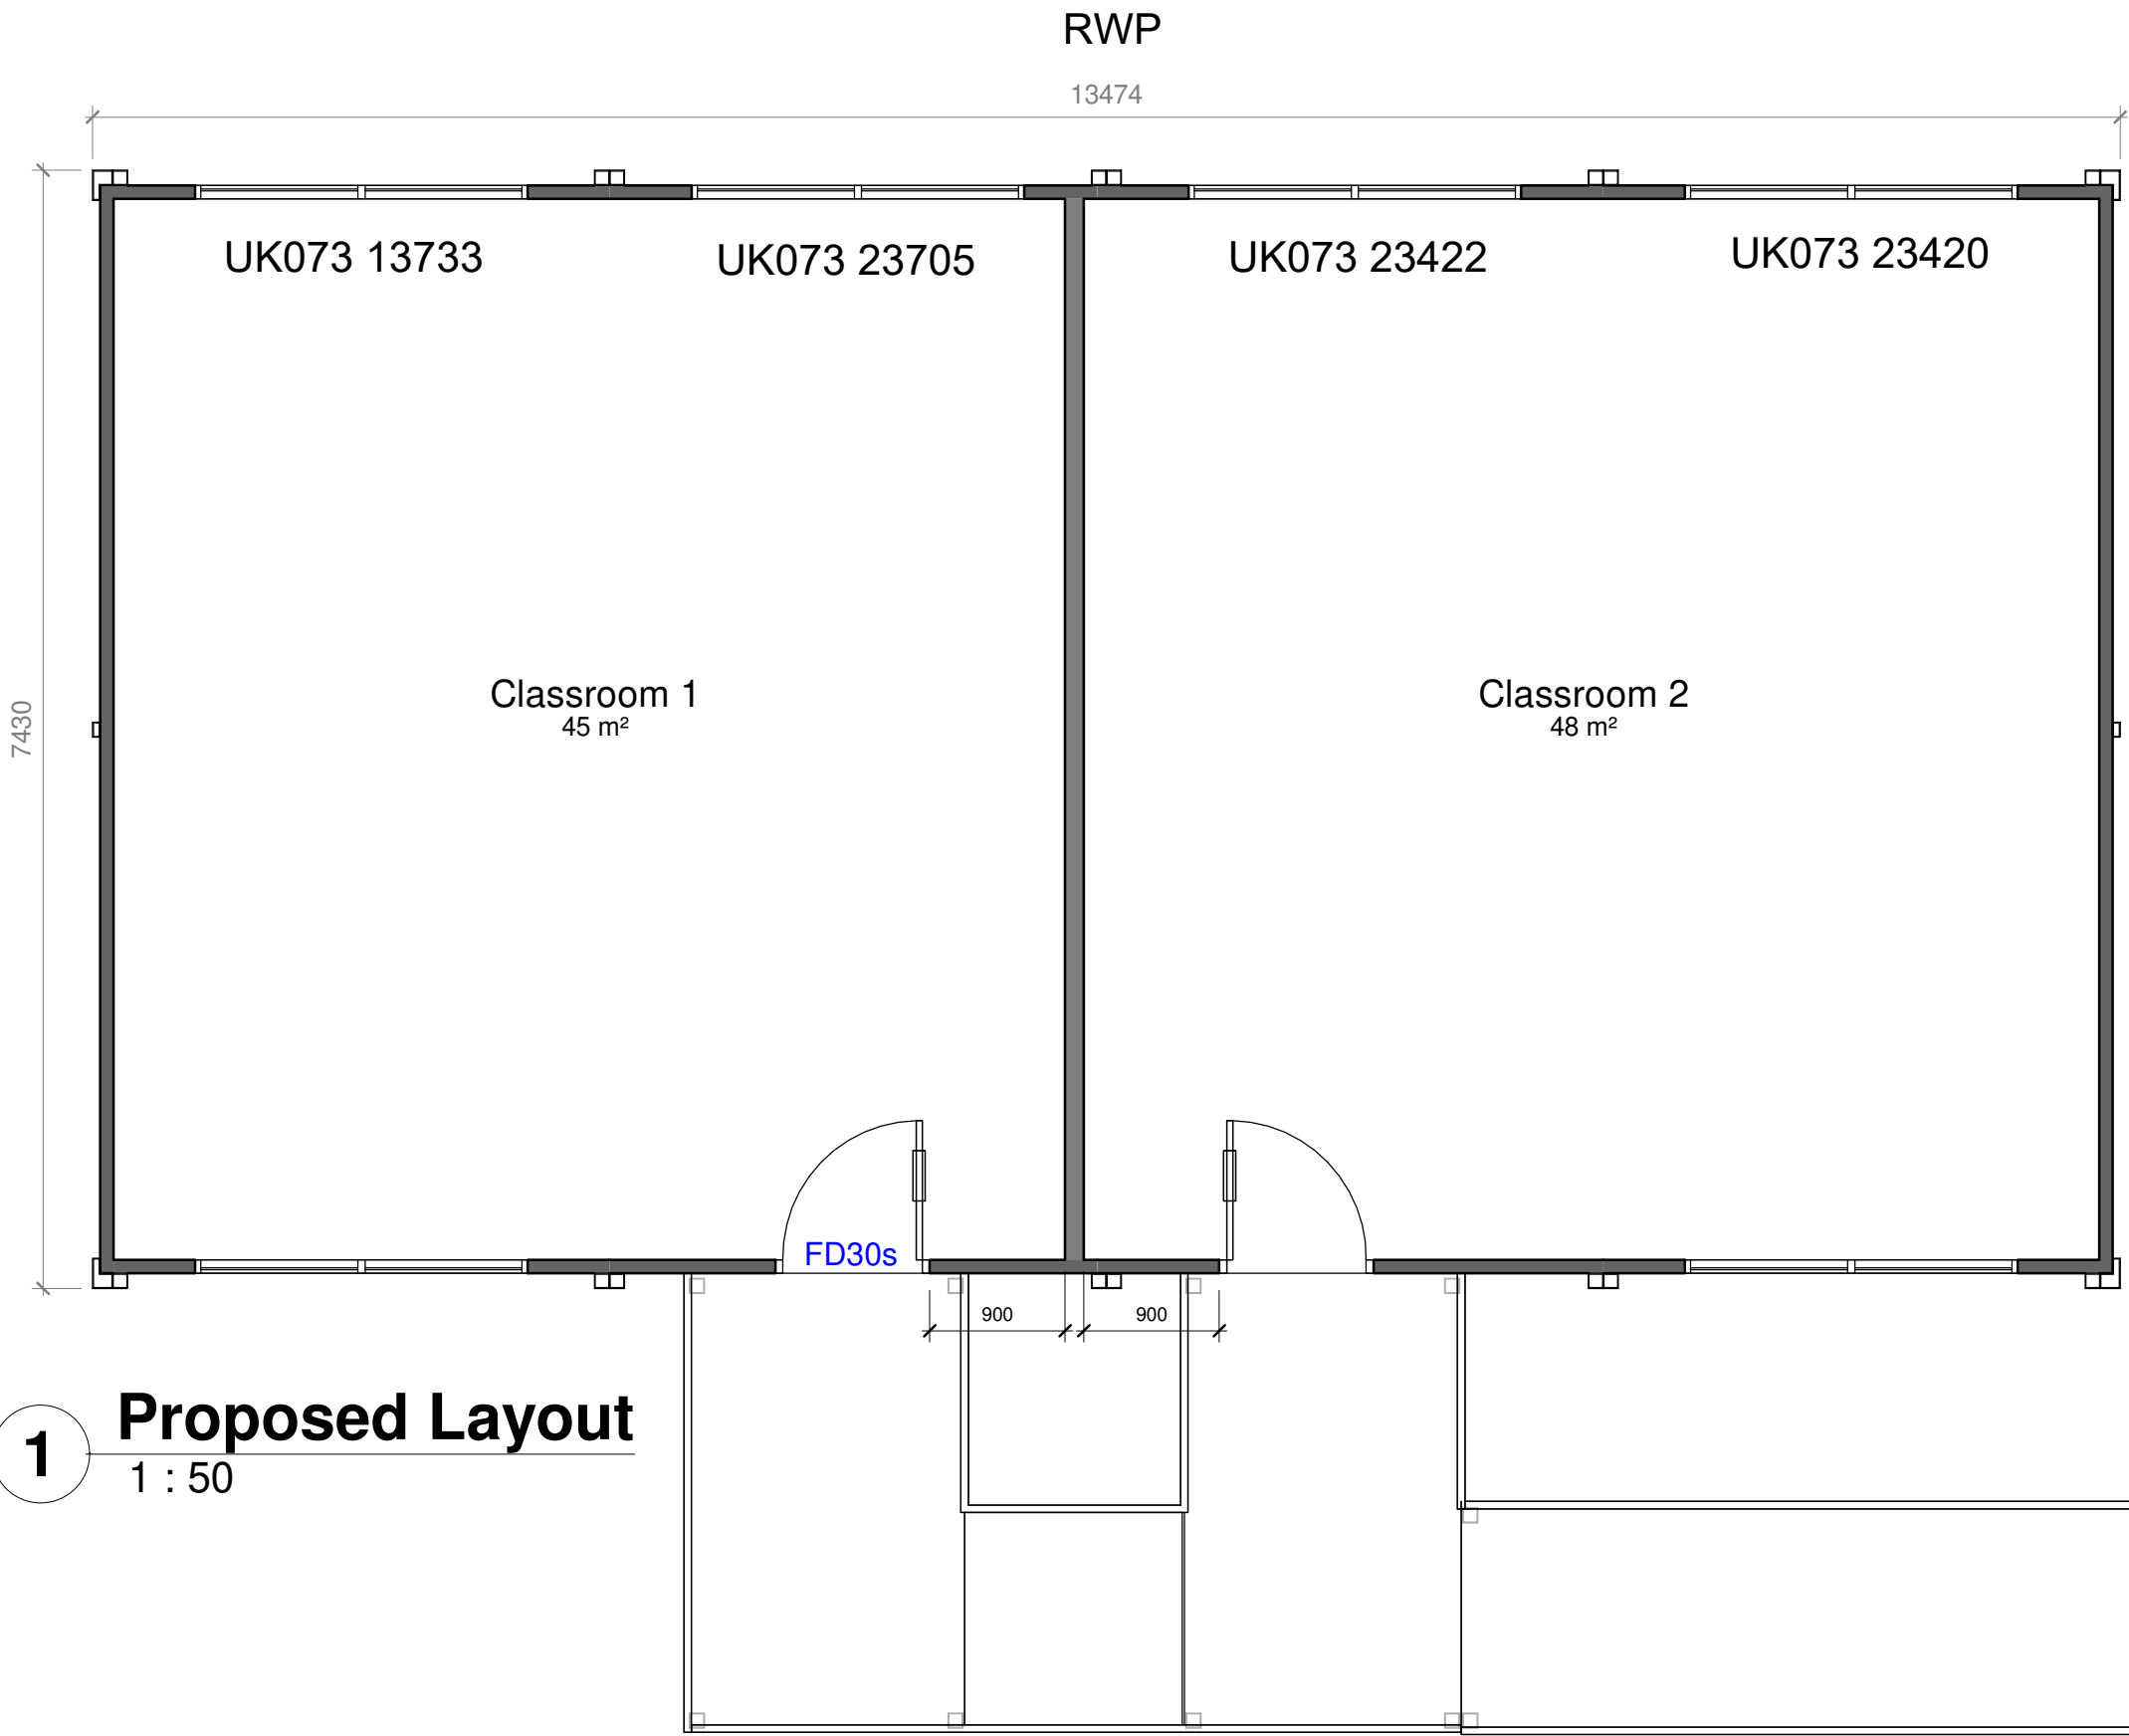 RWP
13474
UK073 13733
UK073 23705
UK073 23422
UK073 23420
7430
Classroom 1
45 m²
Classroom 2
48 m²
FD30s
900
900
1
Proposed Layout
1 : 50